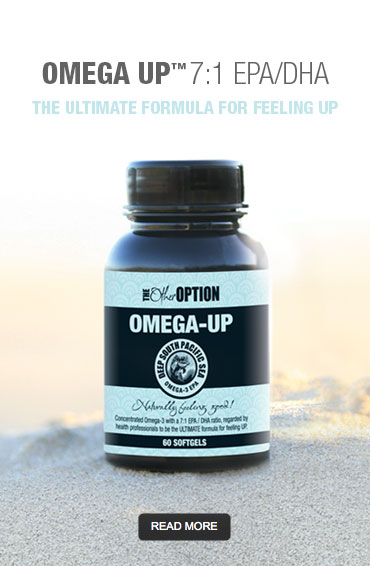 OMEGA UP™ 7:1 EPA/DHA
THE ULTIMATE FORMULA FOR FEELING UP
THE Other OPTION
OMEGA-UP
DEEP SOUTH PACIFIC SEA
OMEGA-3 EPA
Naturally feeling good!
Concentrated Omega-3 with a 7:1 EPA / DHA ratio, regarded by
health professionals to be the ULTIMATE formula for feeling UP.
60 SOFTGELS
READ MORE